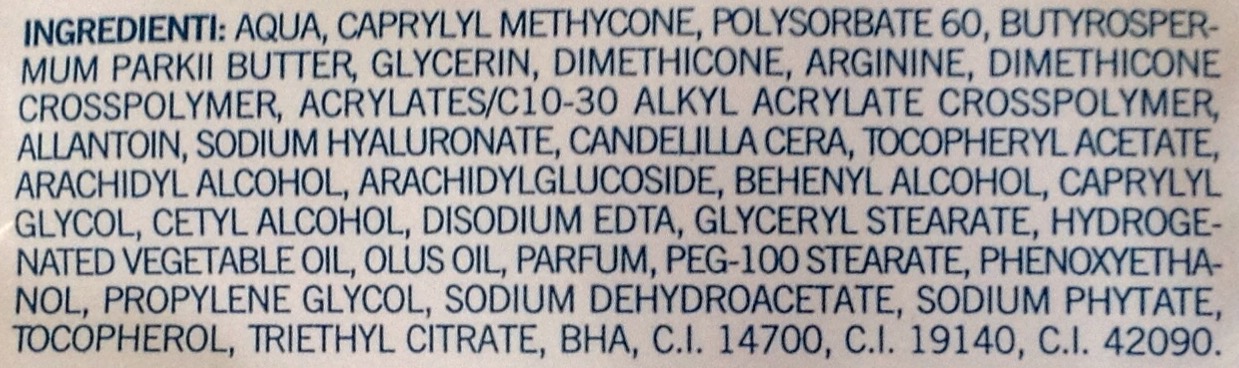 INGREDIENTI: AQUA, CAPRYLYL METHYCONE, POLYSORBATE 60, BUTYROSPER-
MUM PARKII BUTTER, GLYCERIN, DIMETHICONE, ARGININE, DIMETHICONE
CROSSPOLYMER, ACRYLATES/C10-30 ALKYL ACRYLATE CROSSPOLYMER,
ALLANTOIN, SODIUM HYALURONATE, CANDELILLA CERA, TOCOPHERYL ACETATE,
ARACHIDYL ALCOHOL, ARACHIDYLGLUCOSIDE, BEHENYL ALCOHOL, CAPRYLYL
GLYCOL, CETYL ALCOHOL, DISODIUM EDTA, GLYCERYL STEARATE, HYDROGE-
NATED VEGETABLE OIL, OLUS OIL, PARFUM, PEG-100 STEARATE, PHENOXYETHA-
NOL, PROPYLENE GLYCOL, SODIUM DEHYDROACETATE, SODIUM PHYTATE,
TOCOPHEROL, TRIETHYL CITRATE, BHA, C.I. 14700, C.I. 19140, C.I. 42090.